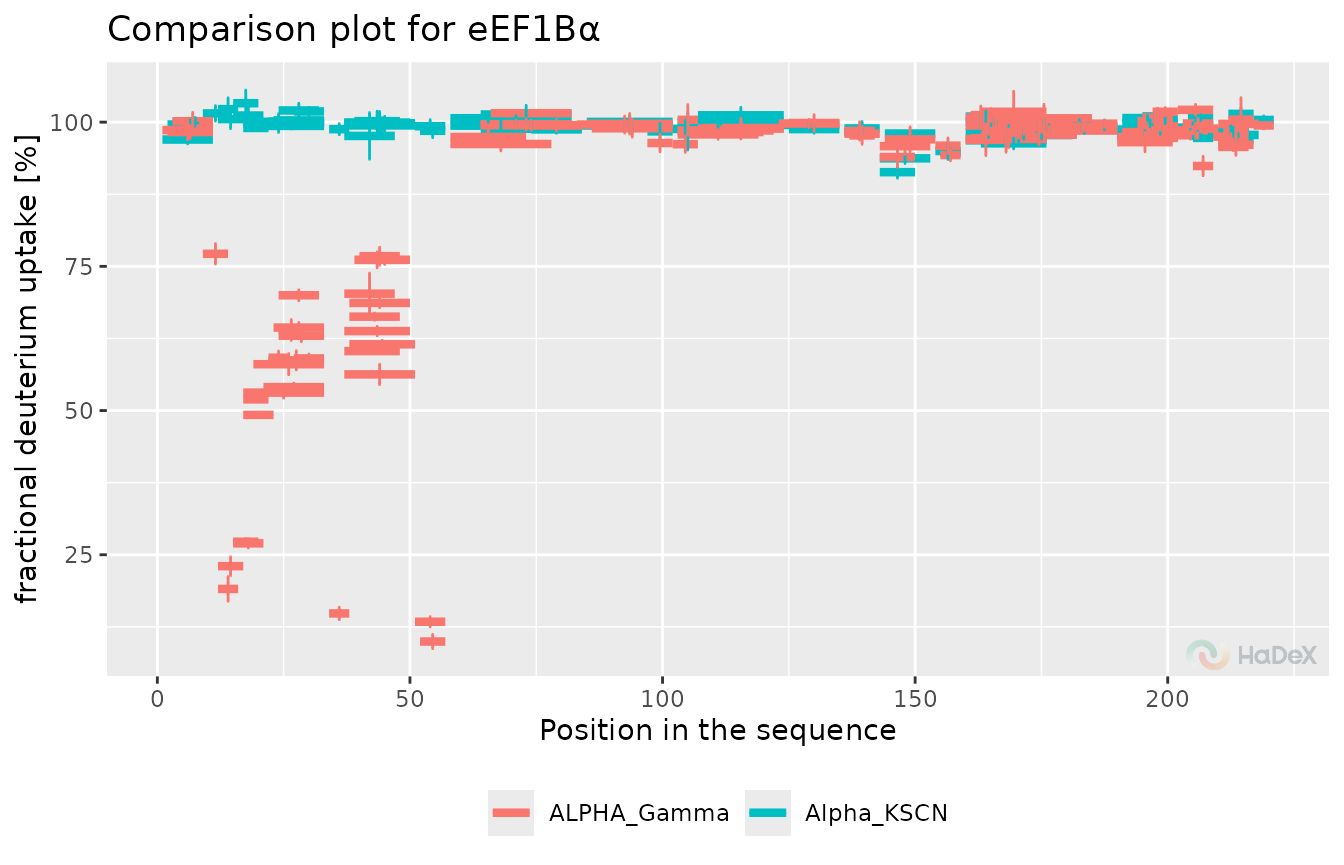 Comparison plot for eEF1Bα
fractional deuterium uptake [%]
100
75
50
25
0 50 100 150 200
Position in the sequence
HaDeX
ALPHA_Gamma Alpha_KSCN